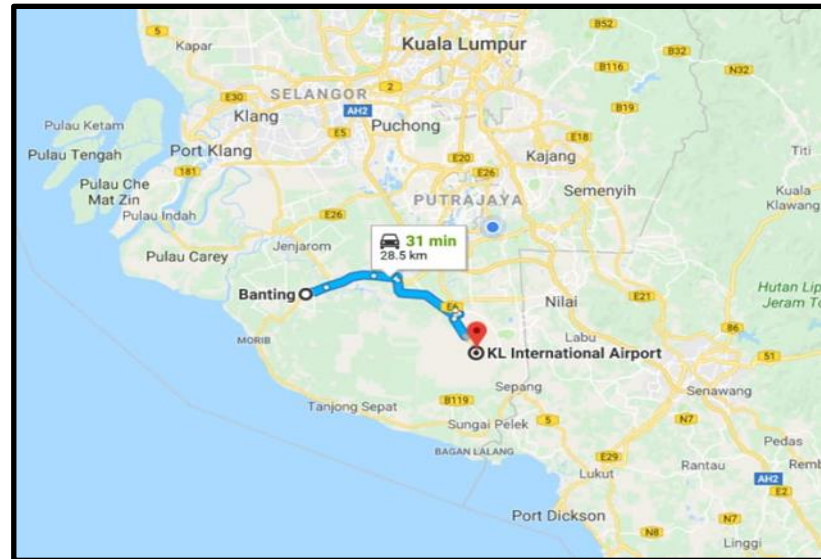 5
Kapar
Kuala Lumpur
B52
B32
N32
B116
2
SELANGOR
E30
AH2
B19
Klang
Puchong
Pulau Ketam
E5
E18
Pulau Tengah
Port Klang
E20
Kajang
Titi
E26
181
Pulau Che
Mat Zin
PUTRAJAYA
Semenyih
Kuala
Klawang
Pulau Indah
E26
31 min
28.5 km
Jenjarom
Pulau Carey
Hutan Lip
Jeram To
Banting
E6
Nilai
E21
MORIB
Labu
86
51
KL International Airport
Sepang
Senawang
Tanjong Sepat
B119
Sungai Pelek
5
N7
Pedas
BAGAN LALANG
E29
Rantau
Remb
Lukut
AH2
E2
Port Dickson
N8
Linggi